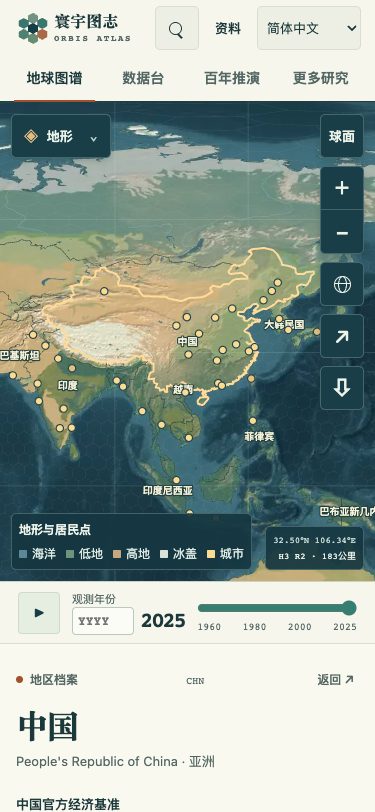 寰宇图志
ORBIS ATLAS
资料
简体中文
地球图谱
数据台
百年推演
更多研究
地形
球面
大韩民国
中国
巴基斯坦
印度
越南
菲律宾
印度尼西亚
巴布亚新几内
地形与居民点
海洋 低地 高地 冰盖 城市
32.50°N 106.34°E
H3 R2 · 183公里
观测年份
YYYY
2025
1960 1980 2000 2025
地区档案
CHN
返回 ↗
中国
People's Republic of China · 亚洲
中国官方经济基准